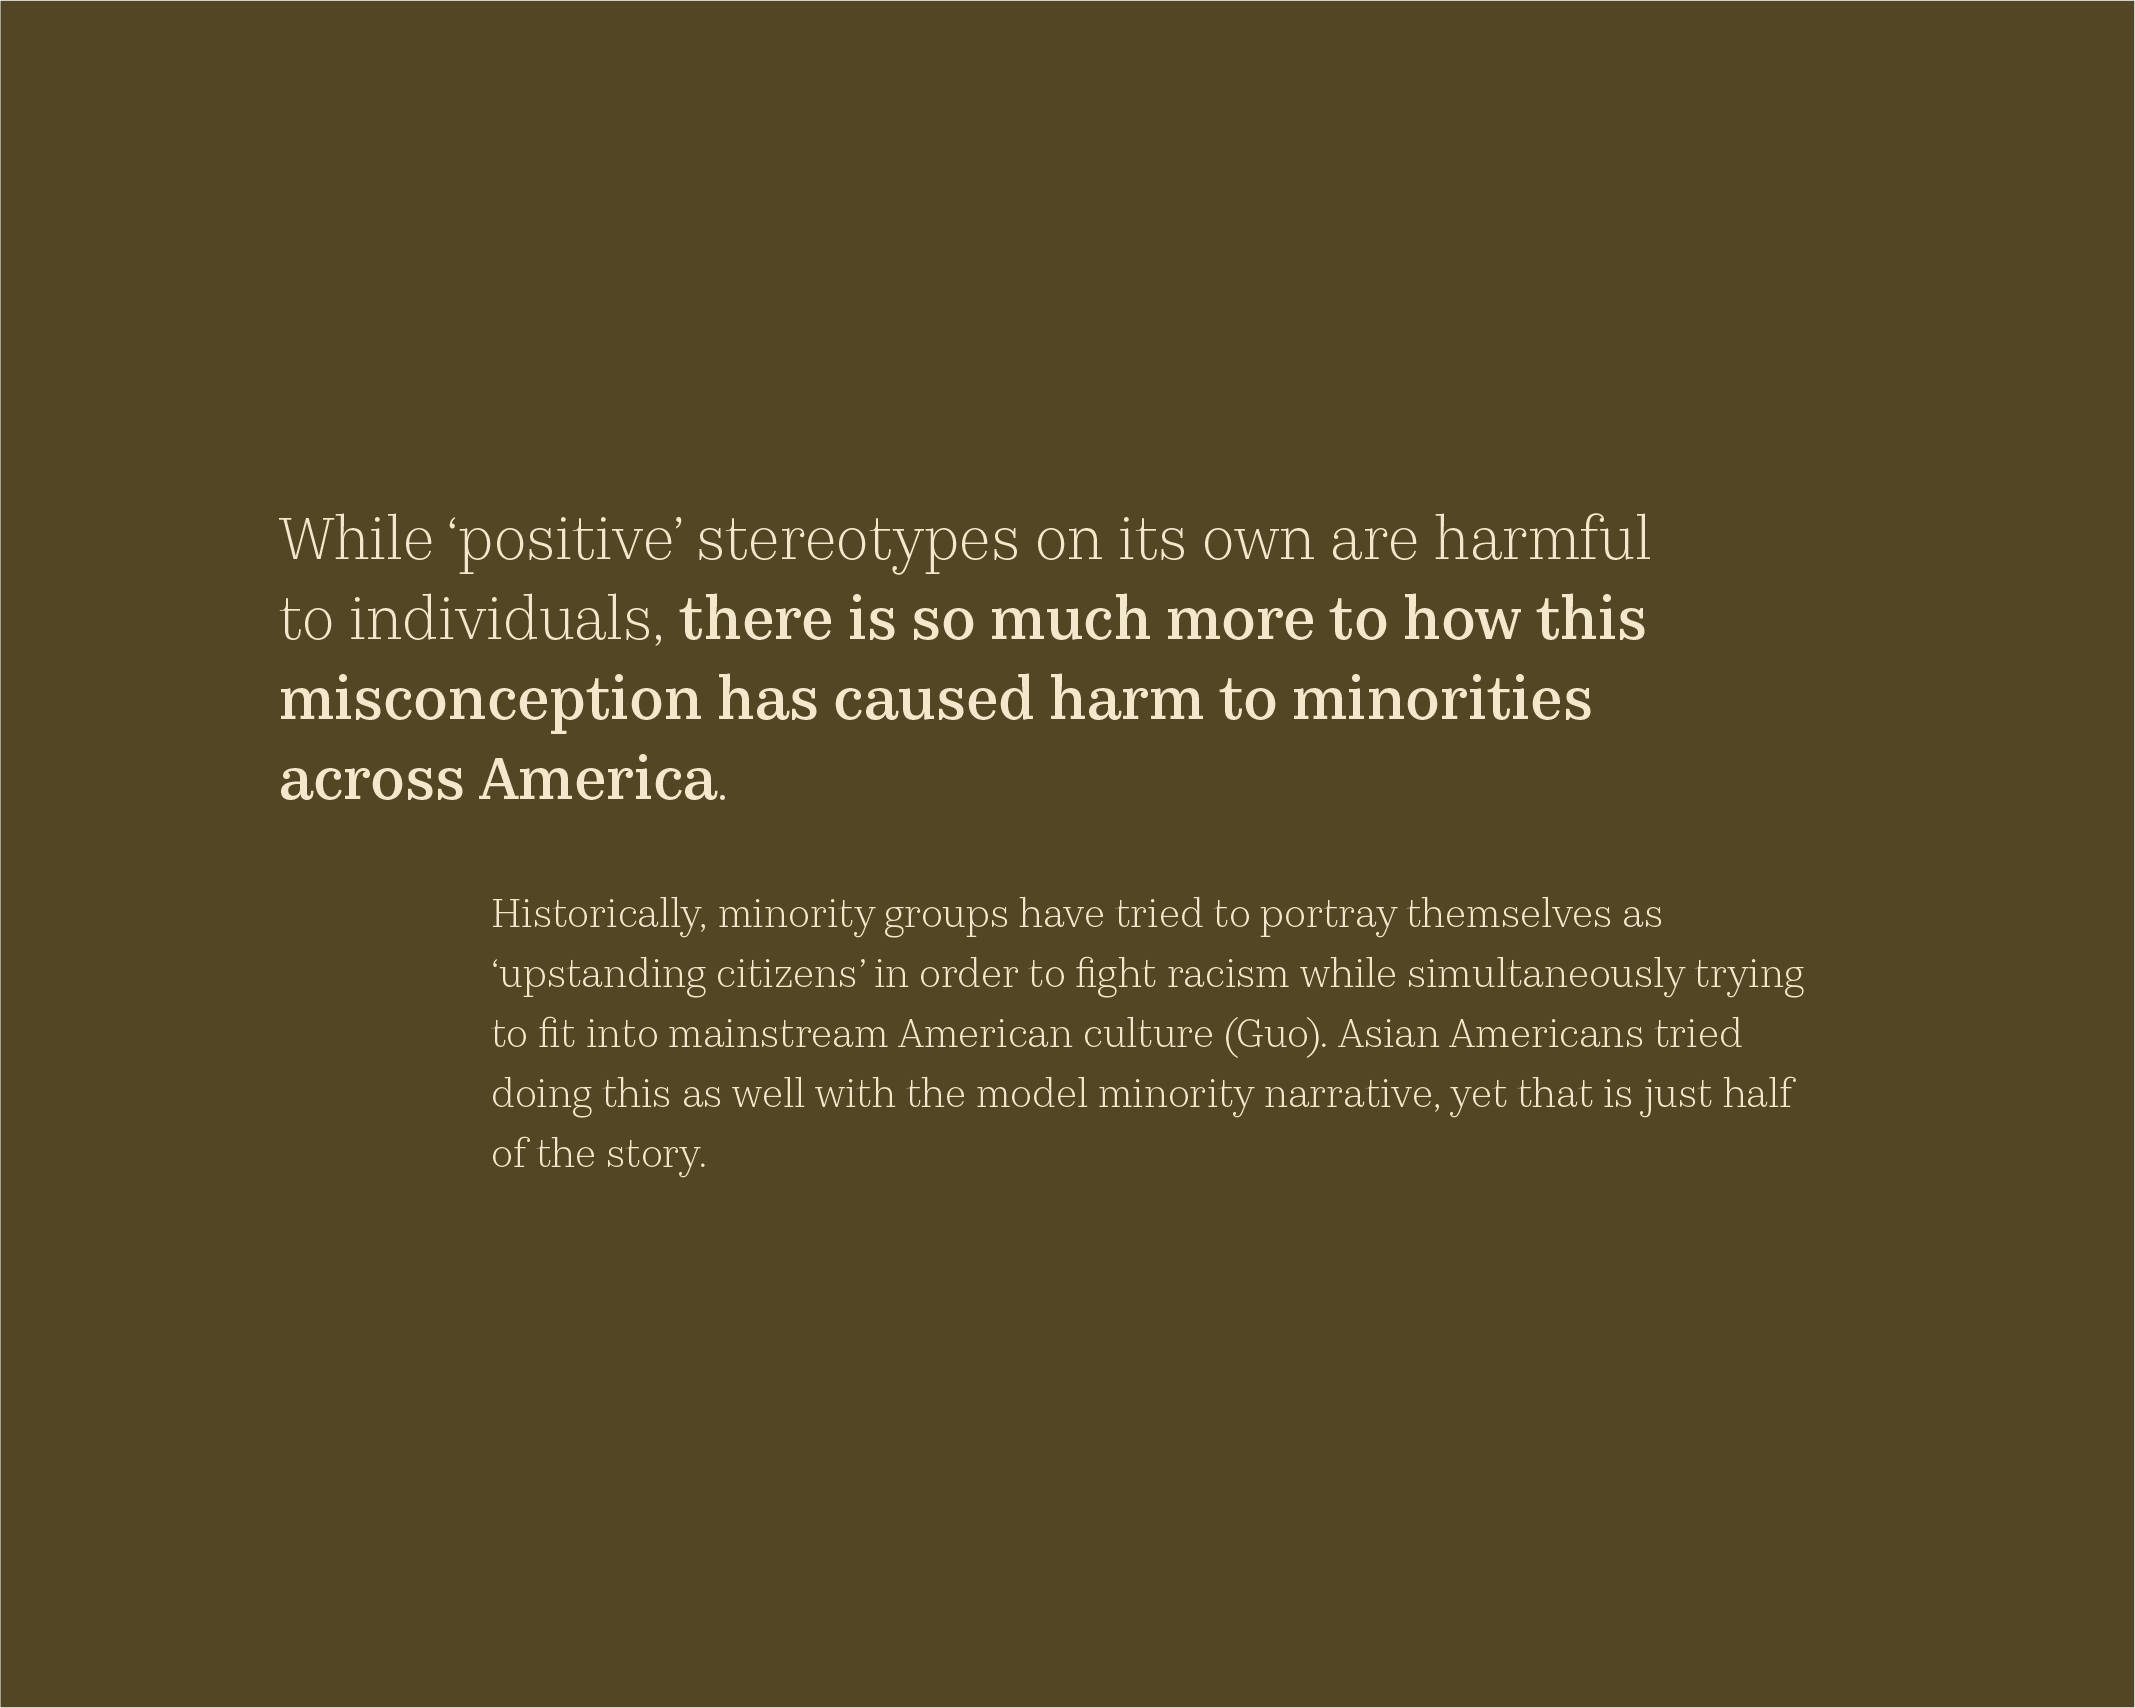 While ‘positive’ stereotypes on its own are harmful
to individuals, there is so much more to how this
misconception has caused harm to minorities
across America.
Historically, minority groups have tried to portray themselves as
‘upstanding citizens’ in order to fight racism while simultaneously trying
to fit into mainstream American culture (Guo). Asian Americans tried
doing this as well with the model minority narrative, yet that is just half
of the story.